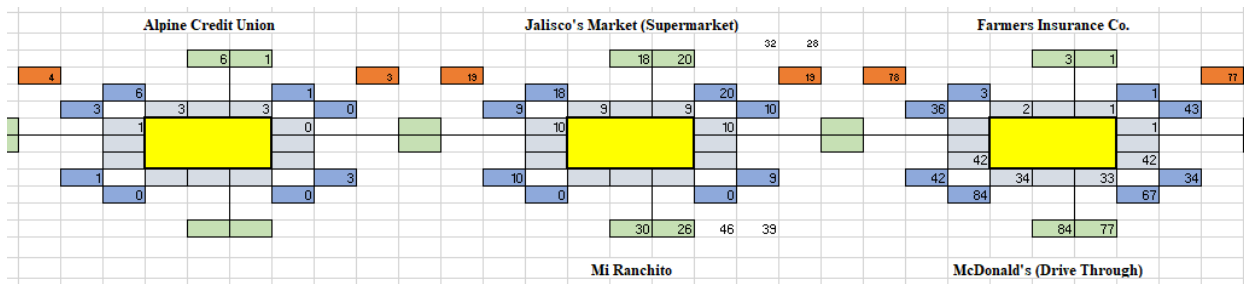 Alpine Credit Union Jalisco's Market (Supermarket) Farmers Insurance Co.
32 28
6 1 18 20 3 1
4 3 19 19 78 77
6 1 18 20 3 1
3 3 3 0 9 9 9 10 36 2 1 43
1 0 10 10 1
42 42
1 3 10 9 42 34 33 34
0 0 0 0 84 67
30 26 46 39 84 77
Mi Ranchito McDonald's (Drive Through)